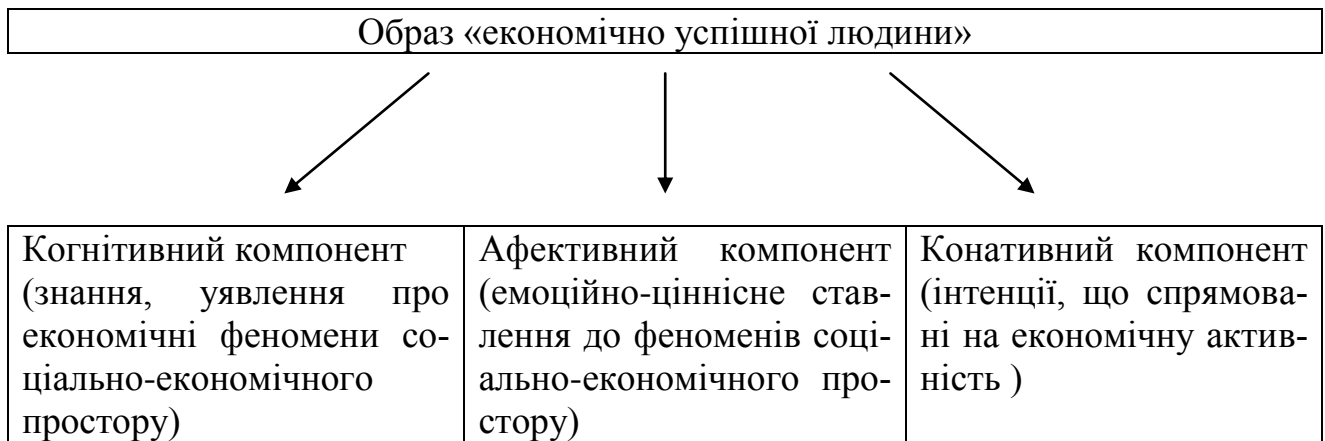 Образ «економічно успішної людини»
Когнітивний компонент
(знання, уявлення про
економічні феномени со-
ціально-економічного
простору)
Афективний компонент
(емоційно-ціннісне став-
лення до феноменів соці-
ально-економічного про-
стору)
Конативний компонент
(інтенції, що спрямова-
ні на економічну актив-
ність )